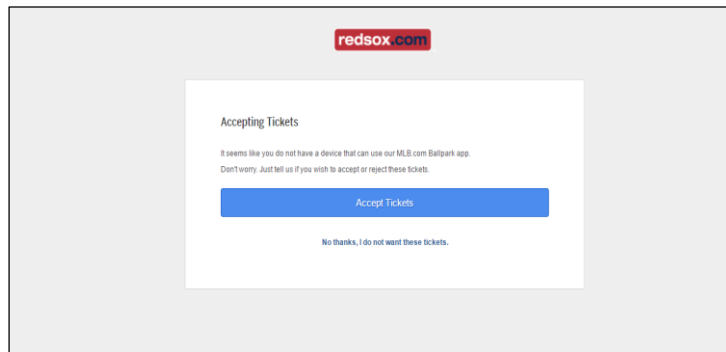 redsox.com
Accepting Tickets
It seems like you do not have a device that can use our MLB.com Ballpark app.
Don't worry. Just tell us if you wish to accept or reject these tickets.
Accept Tickets
No thanks, I do not want these tickets.